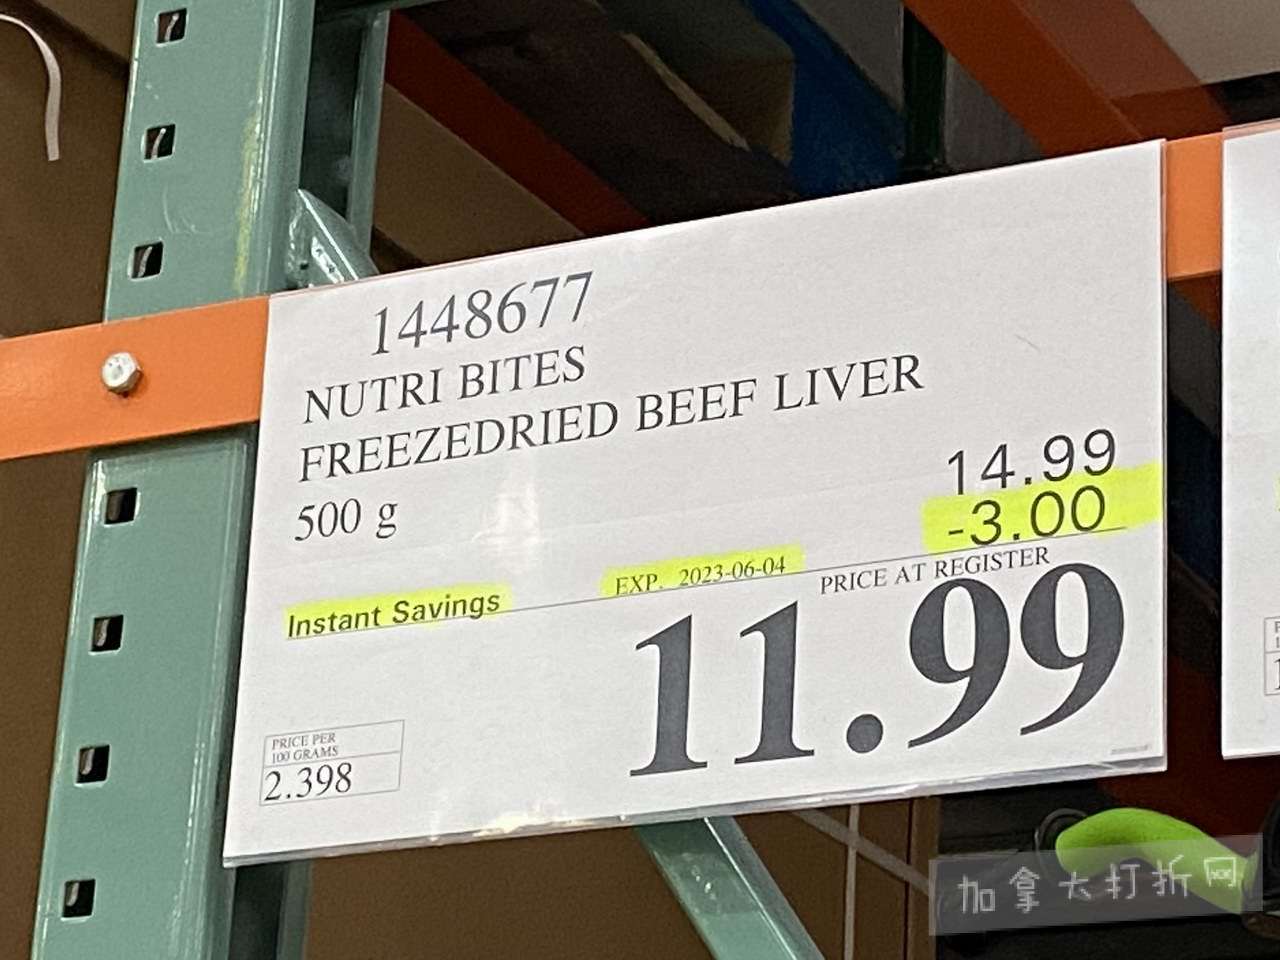 1448677
NUTRI BITES
FREEZEDRIED BEEF LIVER
500 g
14.99
-3.00
Instant Savings
EXP. 2023-06-04
PRICE AT REGISTER
11.99
PRICE PER
100 GRAMS
2.398
加拿大打折网